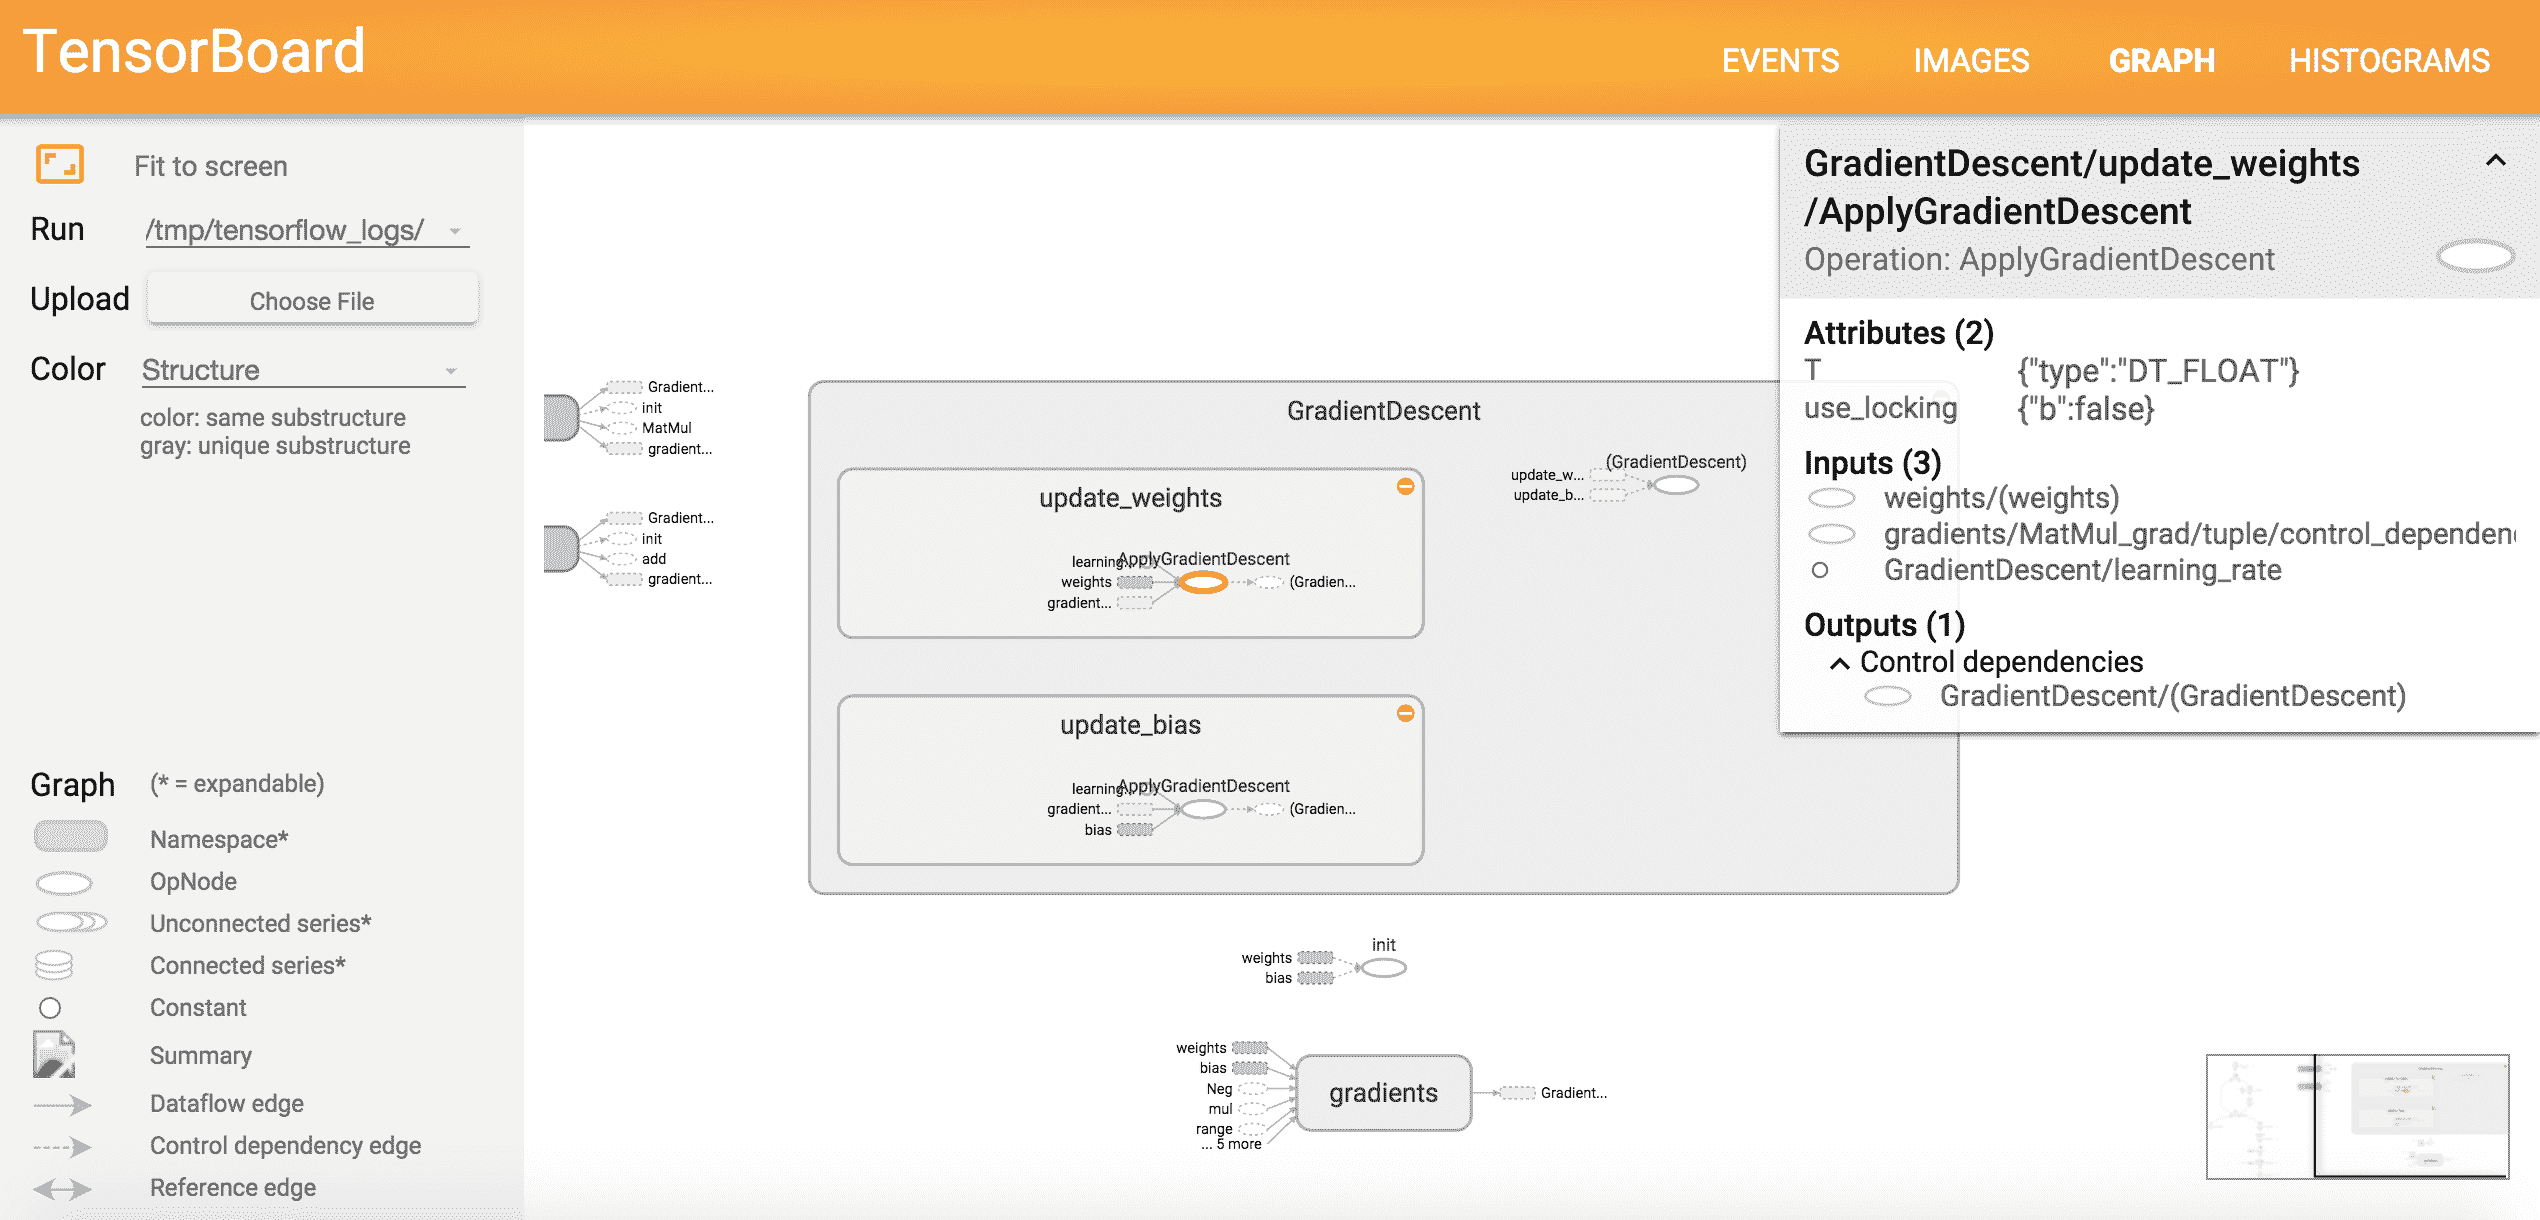 TensorBoard
EVENTS
IMAGES
GRAPH
HISTOGRAMS
Fit to screen
Run
/tmp/tensorflow_logs/
Upload
Choose File
Color
Structure
color: same substructure
gray: unique substructure
Graph
(* = expandable)
Namespace*
OpNode
Unconnected series*
Connected series*
Constant
Summary
Dataflow edge
Control dependency edge
Reference edge
Gradient...
init
MatMul
gradient...
Gradient...
init
add
gradient...
GradientDescent
update_weights
ApplyGradientDescent
learning...
weights
gradient...
(Gradien...
(GradientDescent)
update_w...
update_b...
update_bias
ApplyGradientDescent
learning...
gradient...
bias
(Gradien...
init
weights
bias
weights
bias
Neg
mul
range
... 5 more
gradients
Gradient...
GradientDescent/update_weights
/ApplyGradientDescent
Operation: ApplyGradientDescent
Attributes (2)
T {"type":"DT_FLOAT"}
use_locking {"b":false}
Inputs (3)
weights/(weights)
gradients/MatMul_grad/tuple/control_dependen
GradientDescent/learning_rate
Outputs (1)
Control dependencies
GradientDescent/(GradientDescent)